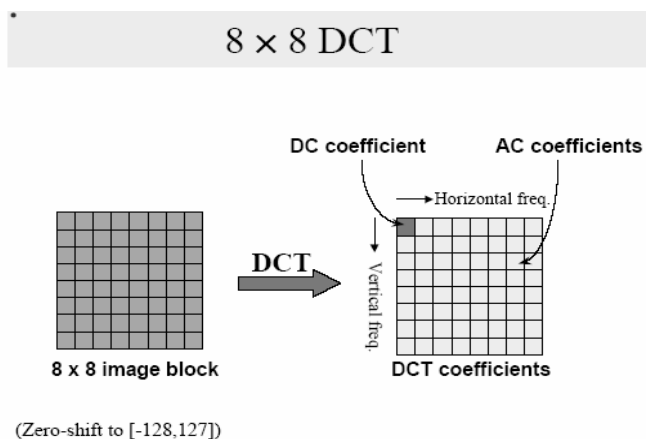 8 × 8 DCT
DC coefficient
AC coefficients
Horizontal freq.
Vertical freq.
DCT
8 x 8 image block
DCT coefficients
(Zero-shift to [-128,127])